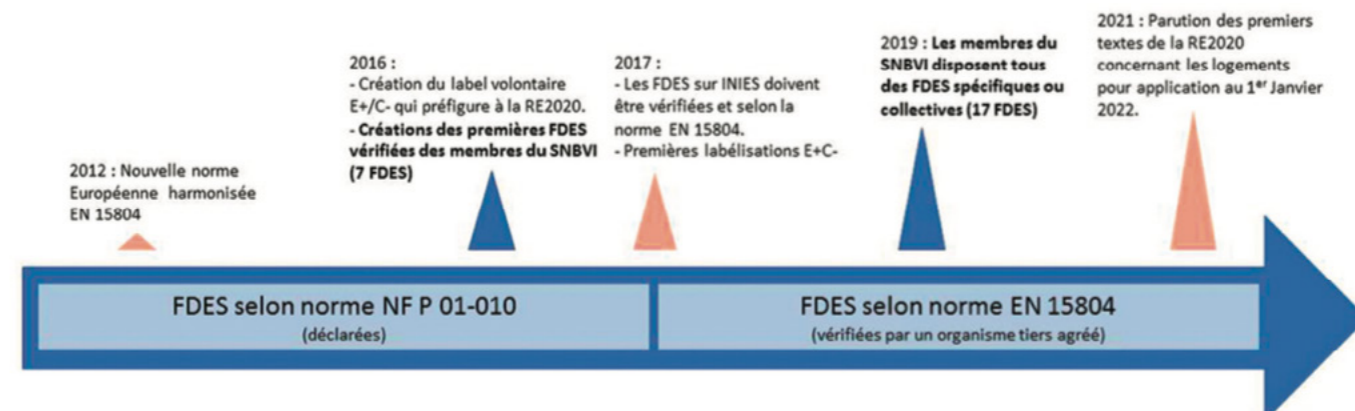 2012 : Nouvelle norme
Européenne harmonisée
EN 15804
2016 :
- Création du label volontaire
E+/C- qui préfigure à la RE2020.
- Créations des premières FDES
vérifiées des membres du SNBVI
(7 FDES)
2017 :
- Les FDES sur INIES doivent
être vérifiées et selon la
norme EN 15804.
- Premières labélisations E+C-
2019 : Les membres du
SNBVI disposent tous
des FDES spécifiques ou
collectives (17 FDES)
2021 : Parution des premiers
textes de la RE2020
concernant les logements
pour application au 1er Janvier
2022.
FDES selon norme NF P 01-010
(déclarées)
FDES selon norme EN 15804
(vérifiées par un organisme tiers agréé)